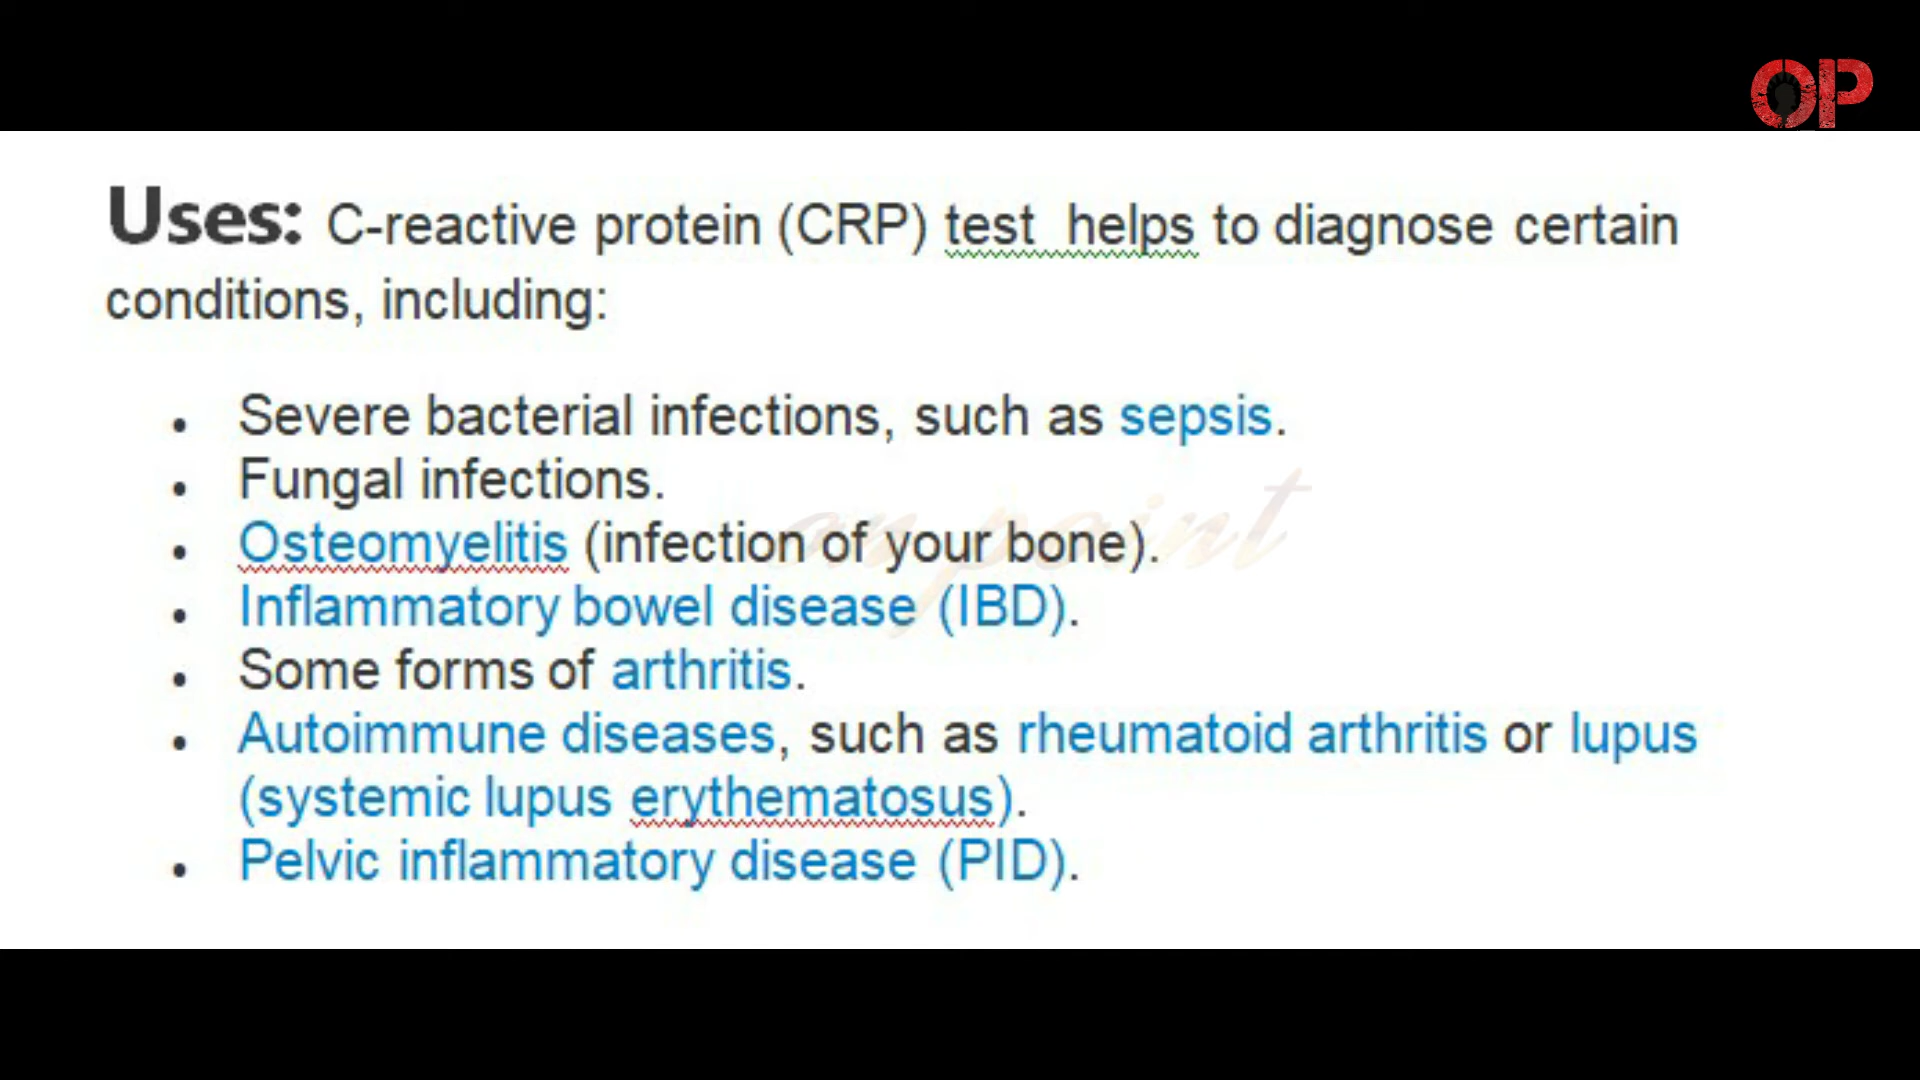 OP
Uses: C-reactive protein (CRP) test  helps to diagnose certain
conditions, including:
• Severe bacterial infections, such as sepsis.
• Fungal infections.
• Osteomyelitis (infection of your bone).
• Inflammatory bowel disease (IBD).
• Some forms of arthritis.
• Autoimmune diseases, such as rheumatoid arthritis or lupus
(systemic lupus erythematosus).
• Pelvic inflammatory disease (PID).
on point